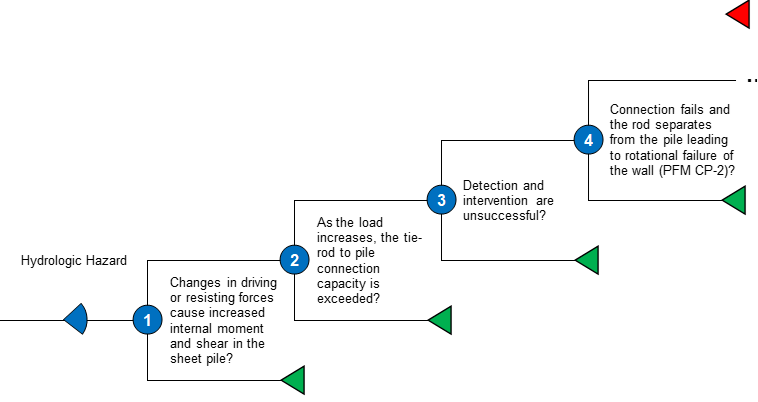 Hydrologic Hazard
1
Changes in driving
or resisting forces
cause increased
internal moment
and shear in the
sheet pile?
2
As the load
increases, the tie-
rod to pile
connection
capacity is
exceeded?
3
Detection and
intervention are
unsuccessful?
4
Connection fails and
the rod separates
from the pile leading
to rotational failure of
the wall (PFM CP-2)?
..